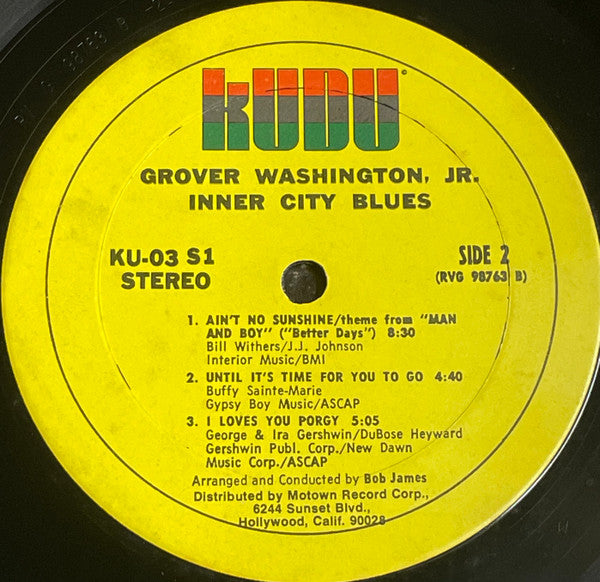 KUDU®
GROVER WASHINGTON, JR.
INNER CITY BLUES
KU-03 S1 SIDE 2
STEREO (RVG 98763 B)
1. AIN'T NO SUNSHINE/theme from "MAN
AND BOY" ("Better Days") 8:30
Bill Withers/J.J. Johnson
Interior Music/BMI
2. UNTIL IT'S TIME FOR YOU TO GO 4:40
Buffy Sainte-Marie
Gypsy Boy Music/ASCAP
3. I LOVES YOU PORGY 5:05
George & Ira Gershwin/DuBose Heyward
Gershwin Publ. Corp./New Dawn
Music Corp./ASCAP
Arranged and Conducted by Bob James
Distributed by Motown Record Corp.,
6244 Sunset Blvd.,
Hollywood, Calif. 90028